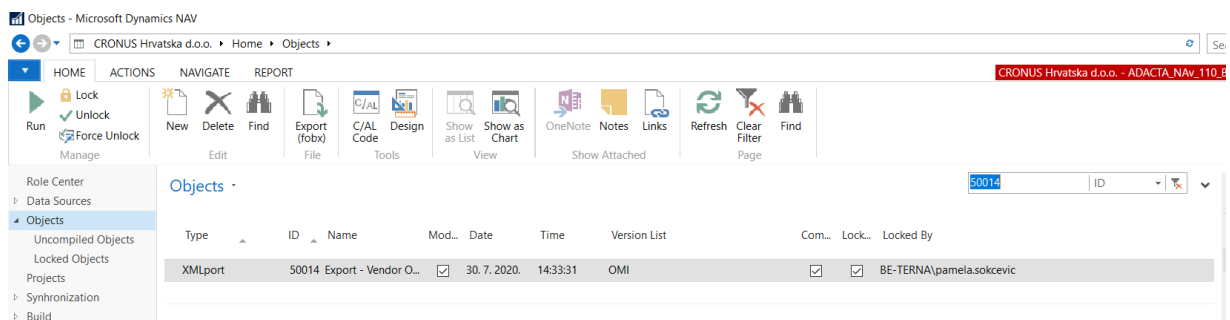 Objects - Microsoft Dynamics NAV
CRONUS Hrvatska d.o.o. Home Objects
Sea
HOME ACTIONS NAVIGATE REPORT
CRONUS Hrvatska d.o.o. - ADACTA_NAv_110_B
Run
Lock
Unlock
Force Unlock
Manage
New Delete Find
Edit
Export (fobx)
File
C/AL
C/AL Code
Design
Tools
Show as List
Show as Chart
View
OneNote Notes Links
Show Attached
Refresh
Clear Filter
Find
Page
Role Center
Data Sources
Objects
Uncompiled Objects
Locked Objects
Projects
Synhronization
Build
Objects
50014 ID
Type ID Name Mod... Date Time Version List Com... Lock... Locked By
XMLport 50014 Export - Vendor O... 30. 7. 2020. 14:33:31 OMI BE-TERNA\pamela.sokcevic